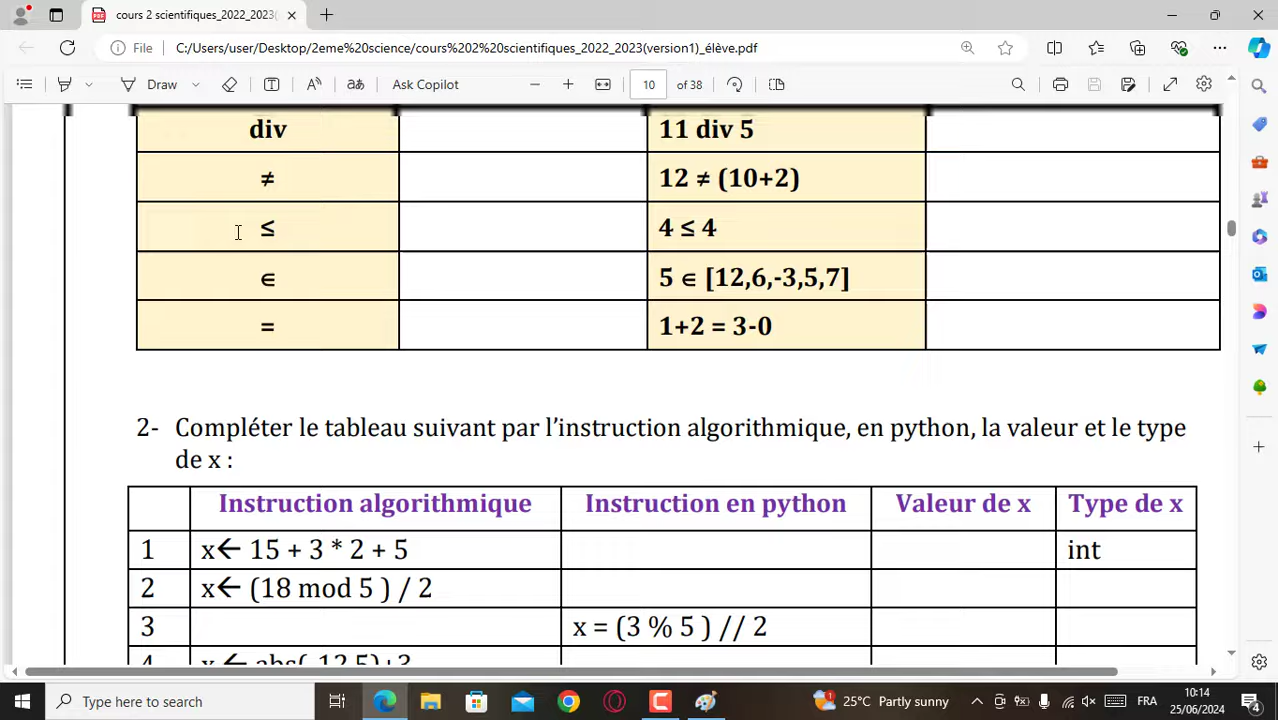 cours 2 scientifiques_2022_2023(
File
C:/Users/user/Desktop/2eme%20science/cours%202%20scientifiques_2022_2023(version1)_élève.pdf
Draw
Ask Copilot
10 of 38
div
11 div 5
≠
12 ≠ (10+2)
≤
4 ≤ 4
∈
5 ∈ [12,6,-3,5,7]
=
1+2 = 3-0
2- Compléter le tableau suivant par l’instruction algorithmique, en python, la valeur et le type
de x :
Instruction algorithmique Instruction en python Valeur de x Type de x
1 x← 15 + 3 * 2 + 5 int
2 x← (18 mod 5 ) / 2
3 x = (3 % 5 ) // 2
Type here to search
25°C Partly sunny
FRA
10:14
25/06/2024
4